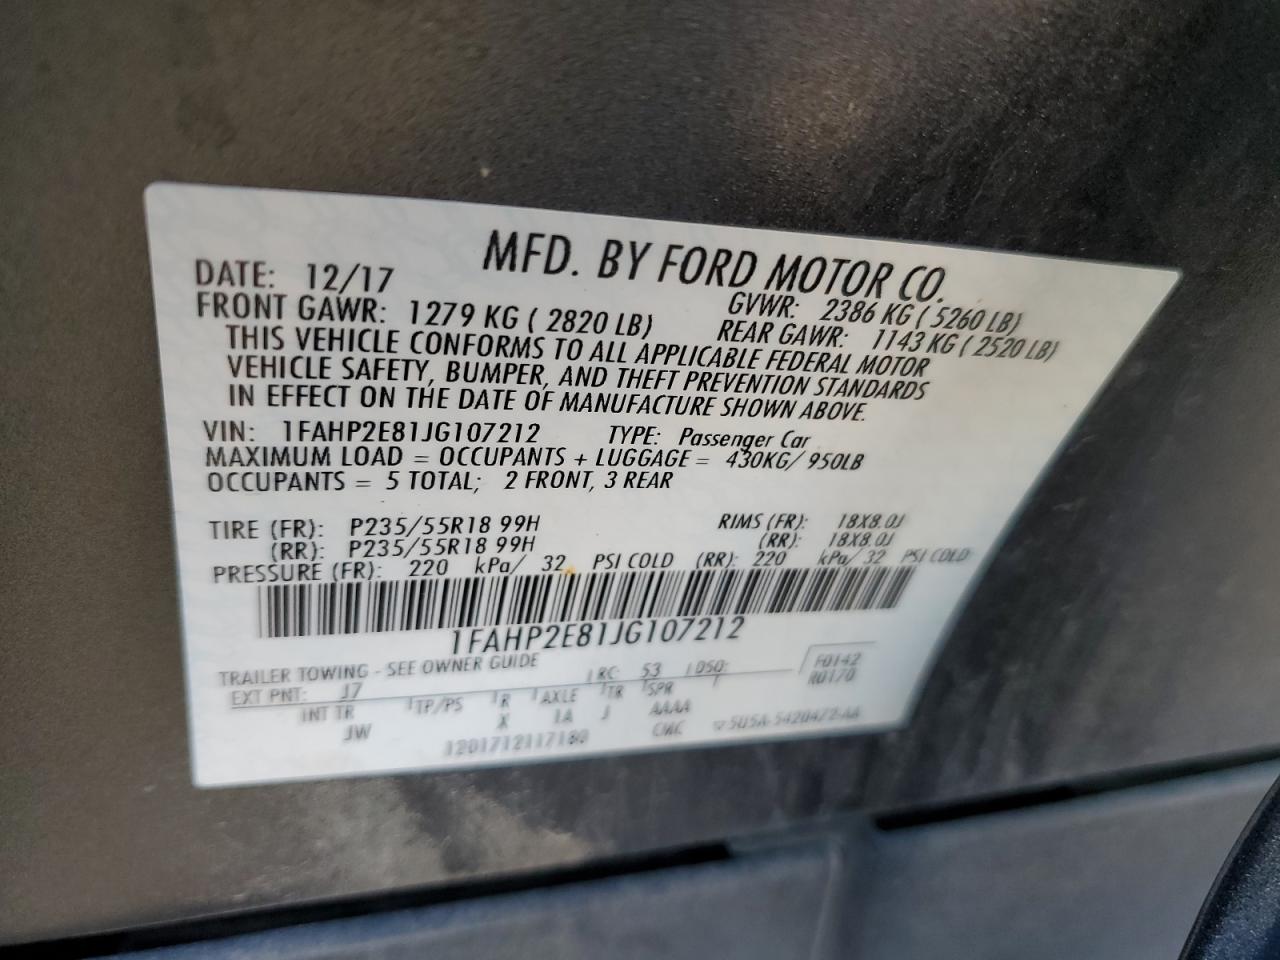 MFD. BY FORD MOTOR CO.
DATE: 12/17 GVWR: 2386 KG ( 5260 LB)
FRONT GAWR: 1279 KG ( 2820 LB) REAR GAWR: 1143 KG ( 2520 LB)
THIS VEHICLE CONFORMS TO ALL APPLICABLE FEDERAL MOTOR
VEHICLE SAFETY, BUMPER, AND THEFT PREVENTION STANDARDS
IN EFFECT ON THE DATE OF MANUFACTURE SHOWN ABOVE.
VIN: 1FAHP2E81JG107212 TYPE: Passenger Car
MAXIMUM LOAD = OCCUPANTS + LUGGAGE = 430KG/ 950LB
OCCUPANTS = 5 TOTAL; 2 FRONT, 3 REAR
TIRE (FR): P235/55R18 99H RIMS (FR): 18X8.0J
(RR): P235/55R18 99H (RR): 18X8.0J
PRESSURE (FR): 220 kPa/ 32 PSI COLD (RR): 220 kPa/ 32 PSI COLD
1FAHP2E81JG107212
TRAILER TOWING - SEE OWNER GUIDE
F0142
EXT PNT: J7 RC: 53 DSO:
R0170
INT TR TP/PS R AXLE TR SPR
JW X 1A J AAAA
CMC